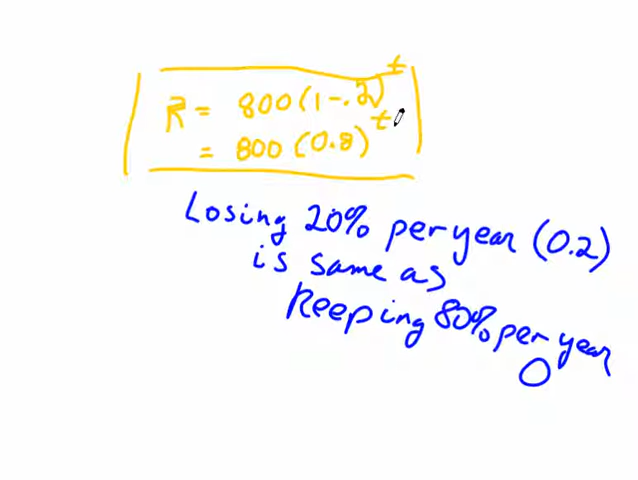 R = 800(1-.2)^t
= 800(0.8)^t
Losing 20% per year (0.2)
is same as
keeping 80% per year
0